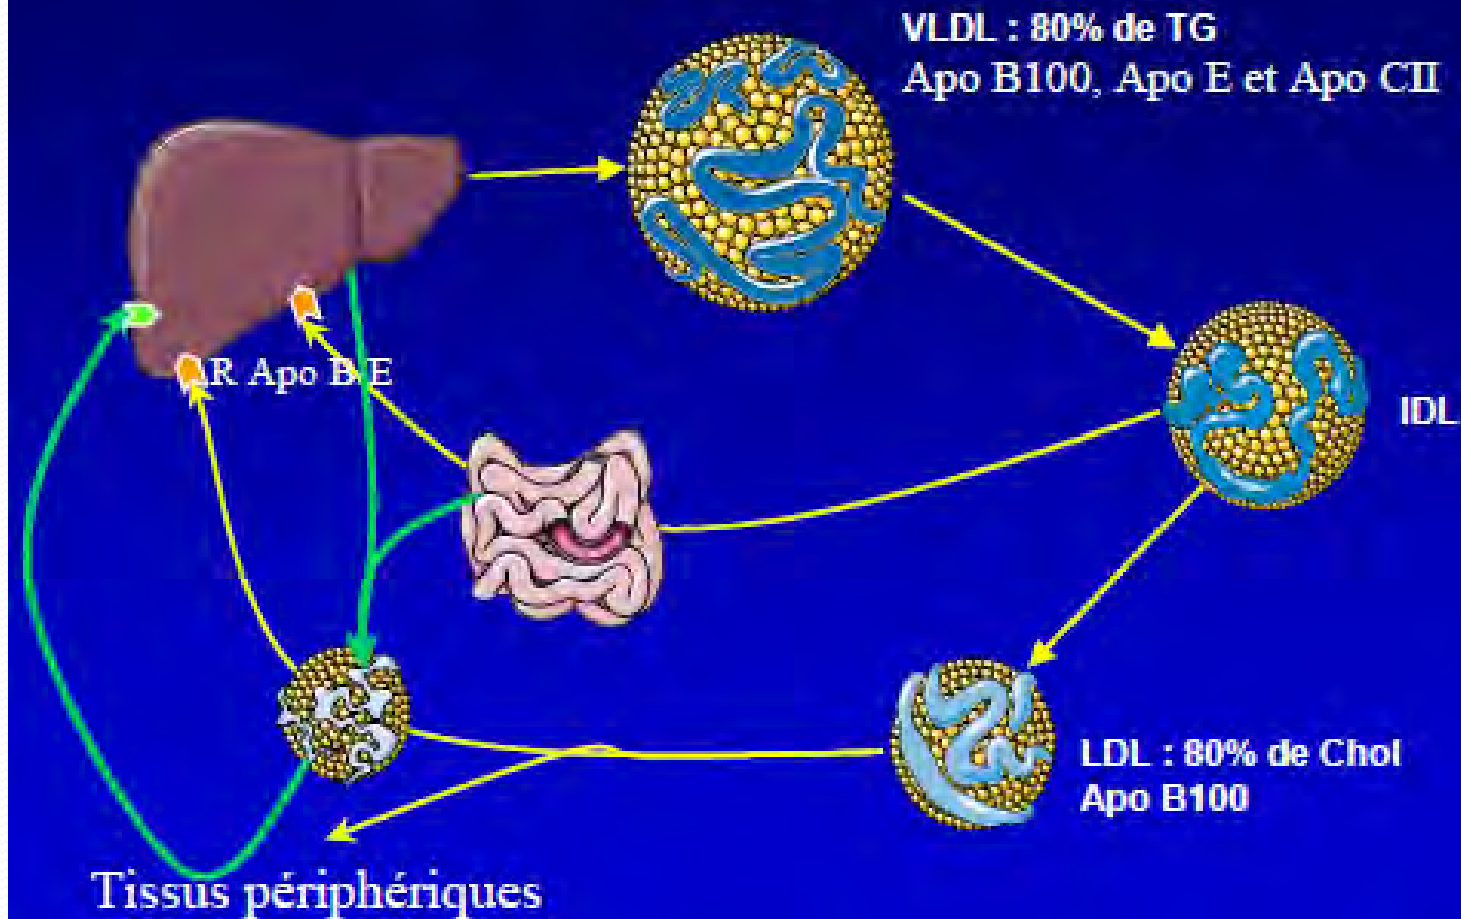 VLDL : 80% de TG
Apo B100, Apo E et Apo CII
R Apo B E
IDL
LDL : 80% de Chol
Apo B100
Tissus périphériques